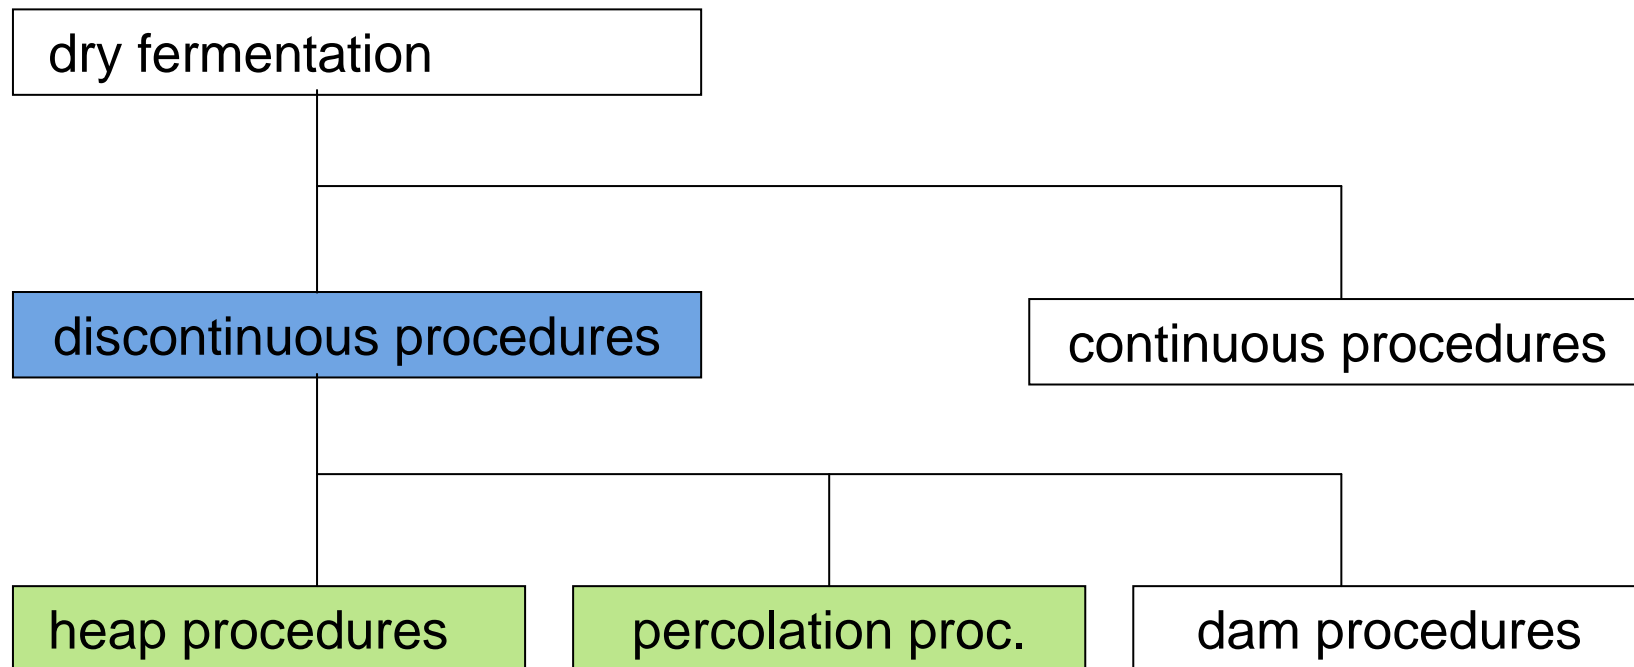 dry fermentation
discontinuous procedures
continuous procedures
heap procedures
percolation proc.
dam procedures